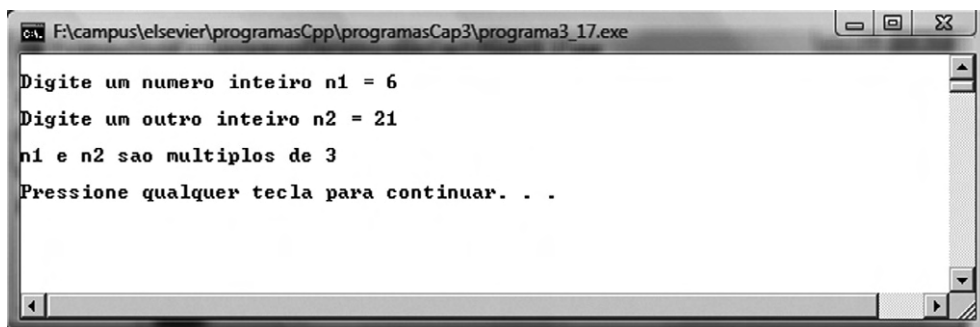 F:\campus\elsevier\programasCpp\programasCap3\programa3_17.exe
Digite um numero inteiro n1 = 6
Digite um outro inteiro n2 = 21
n1 e n2 sao multiplos de 3
Pressione qualquer tecla para continuar. . .